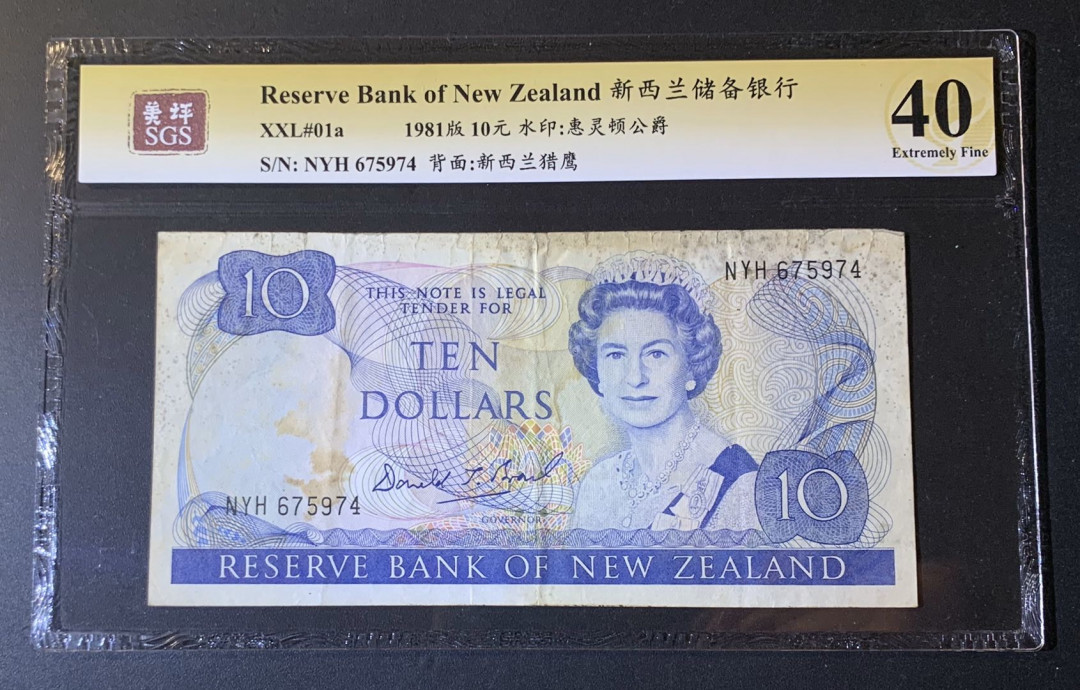 美评
SGS
Reserve Bank of New Zealand 新西兰储备银行
XXL#01a 1981版 10元 水印:惠灵顿公爵
S/N: NYH 675974 背面:新西兰猎鹰
40
Extremely Fine
10
NYH 675974
THIS NOTE IS LEGAL
TENDER FOR
TEN
DOLLARS
NYH 675974
GOVERNOR
10
RESERVE BANK OF NEW ZEALAND